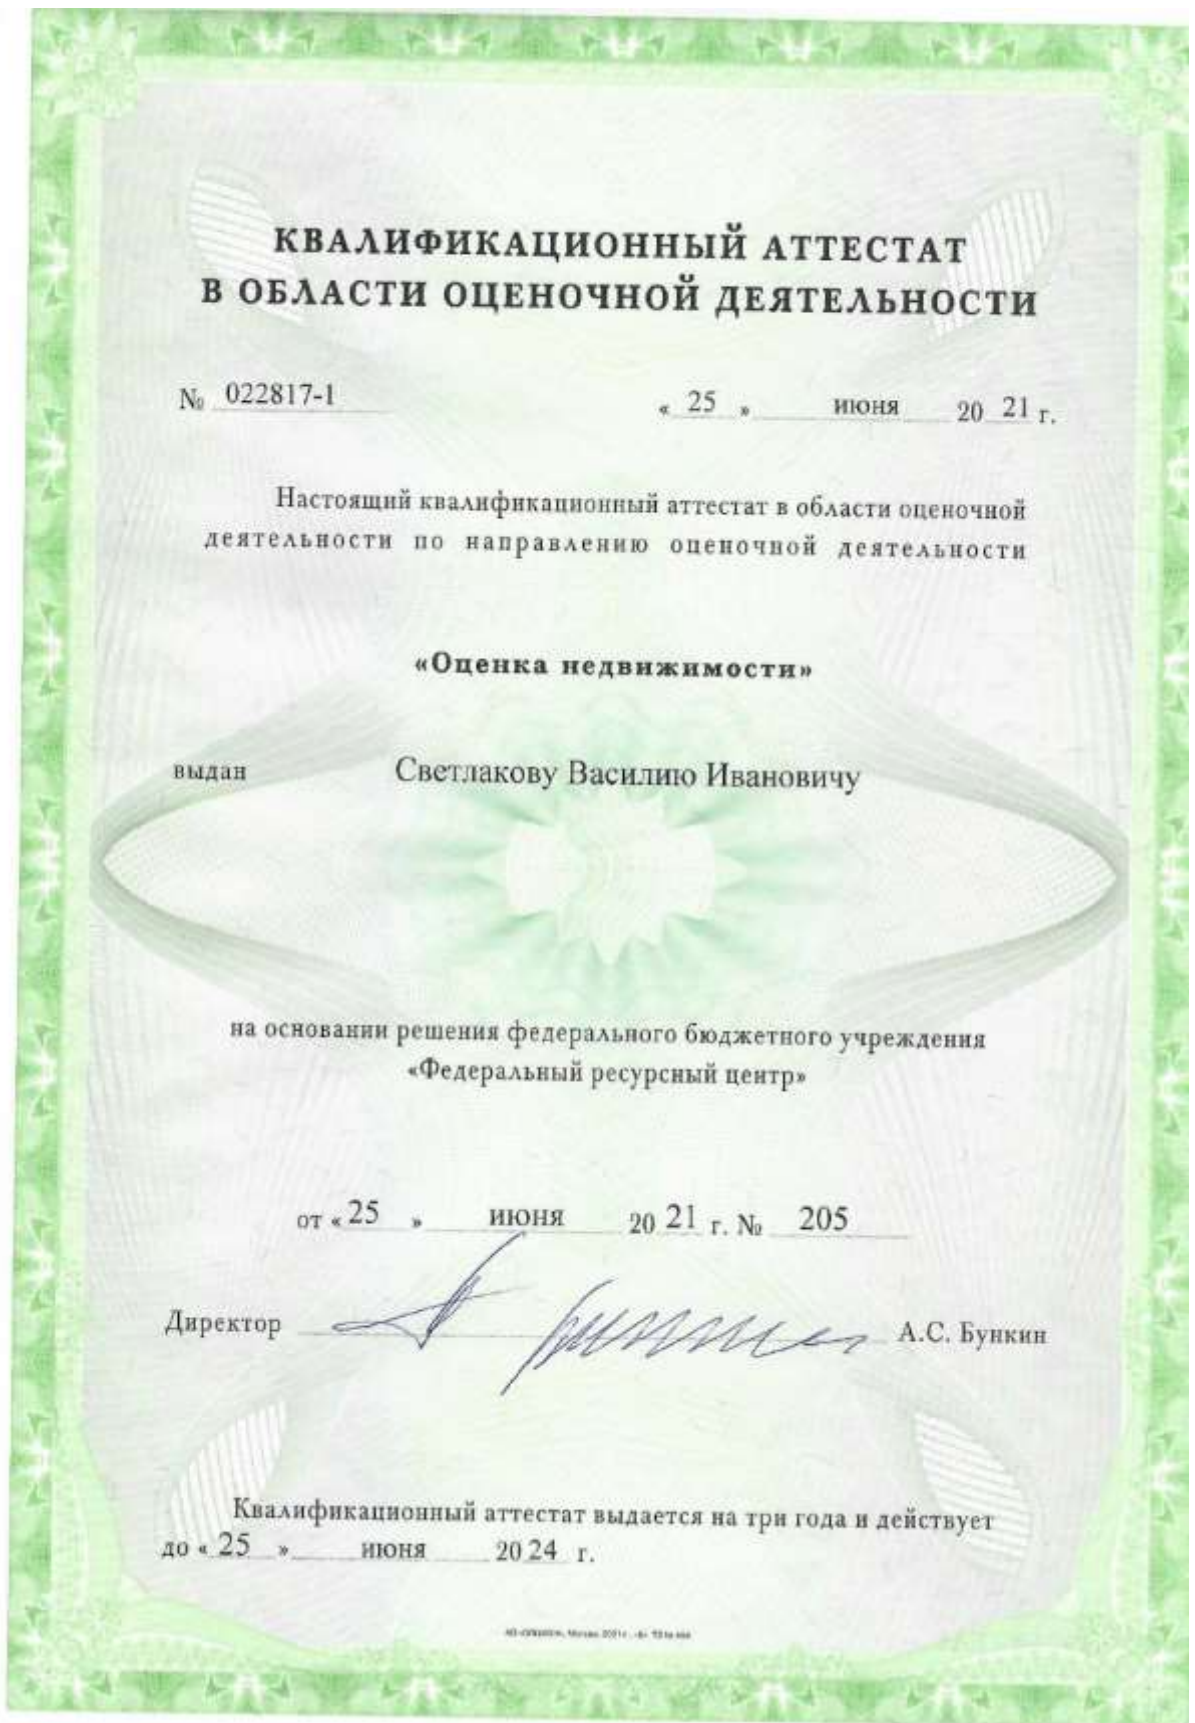 КВАЛИФИКАЦИОННЫЙ АТТЕСТАТ
В ОБЛАСТИ ОЦЕНОЧНОЙ ДЕЯТЕЛЬНОСТИ
№ 022817-1 « 25 » июня 20 21 г.
Настоящий квалификационный аттестат в области оценочной
деятельности по направлению оценочной деятельности
«Оценка недвижимости»
выдан Светлакову Василию Ивановичу
на основании решения федерального бюджетного учреждения
«Федеральный ресурсный центр»
от « 25 » июня 20 21 г. № 205
Директор А.С. Бункин
Квалификационный аттестат выдается на три года и действует
до « 25 » июня 20 24 г.